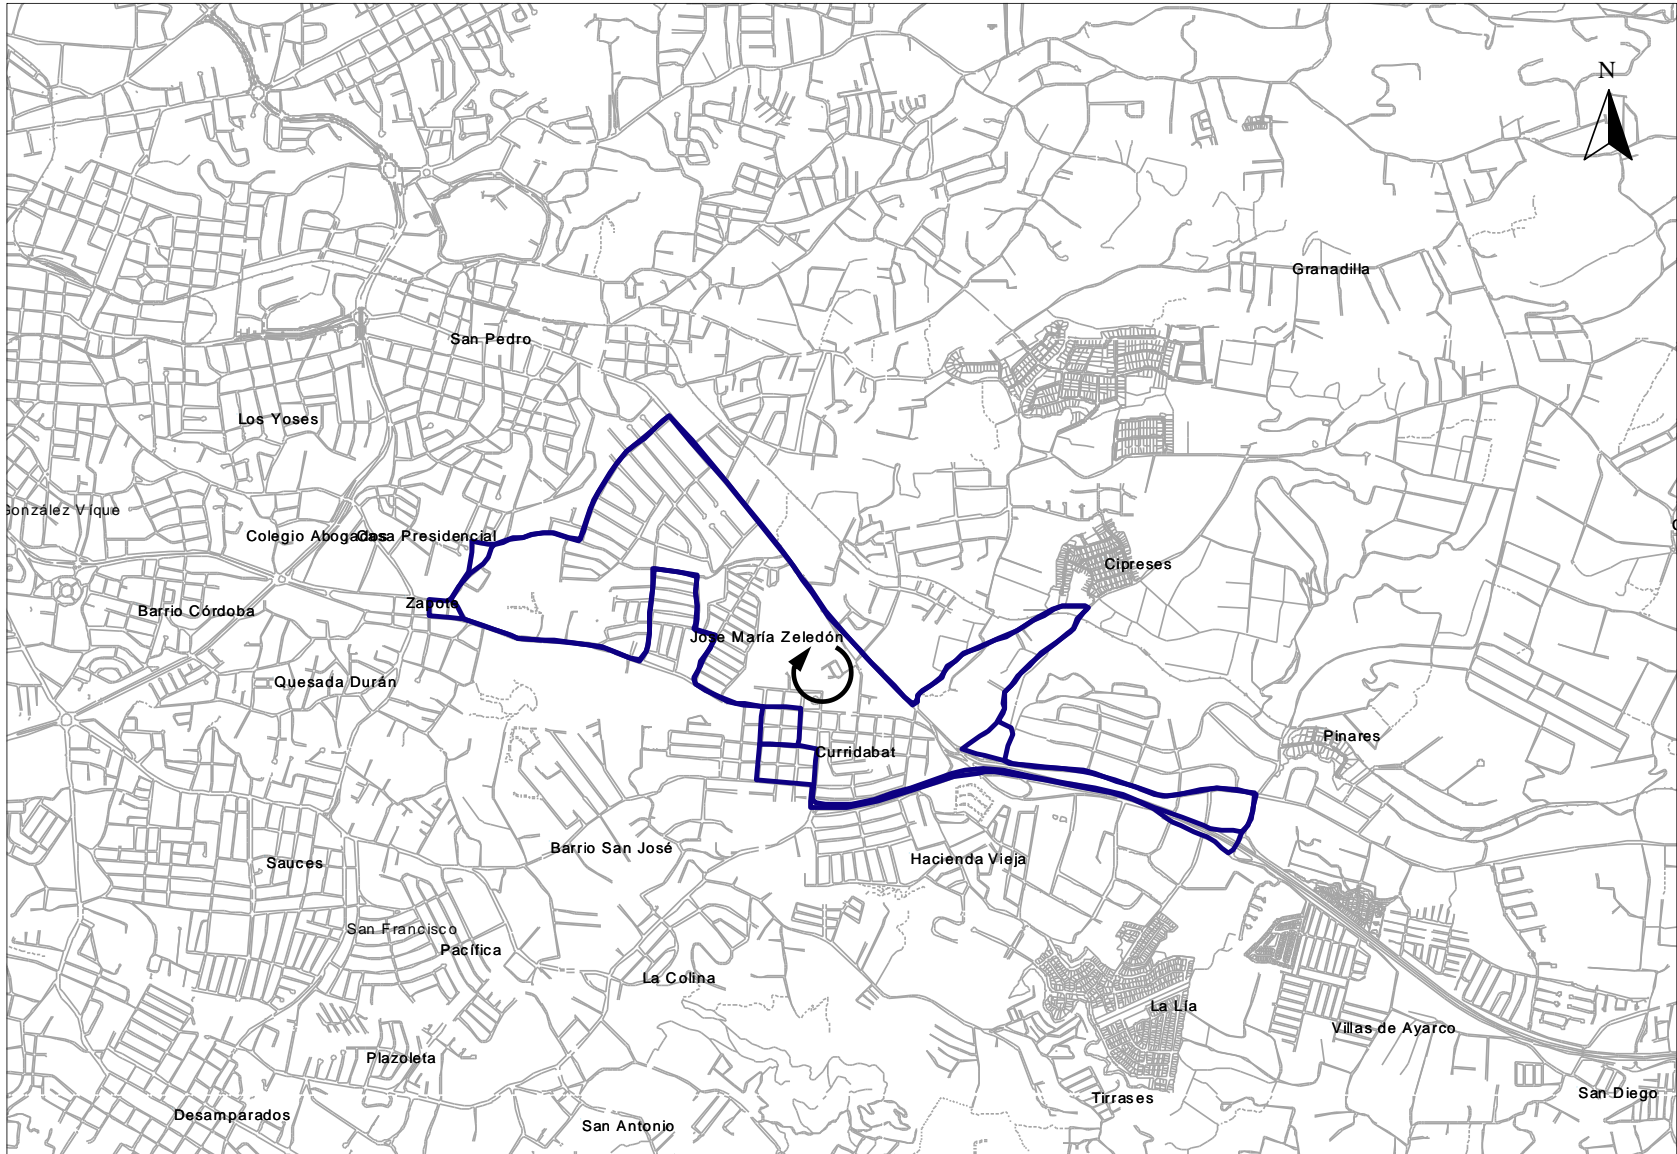 N
Granadilla
San Pedro
Los Yoses
González Víque
Colegio Abogados
Casa Presidencial
Cipreses
Zapote
Barrio Córdoba
José María Zeledón
Quesada Durán
Pinares
Curridabat
Barrio San José
Hacienda Vieja
Sauces
San Francisco
Pacífica
La Colina
La Lía
Villas de Ayarco
Plazoleta
San Diego
Tirrases
Desamparados
San Antonio